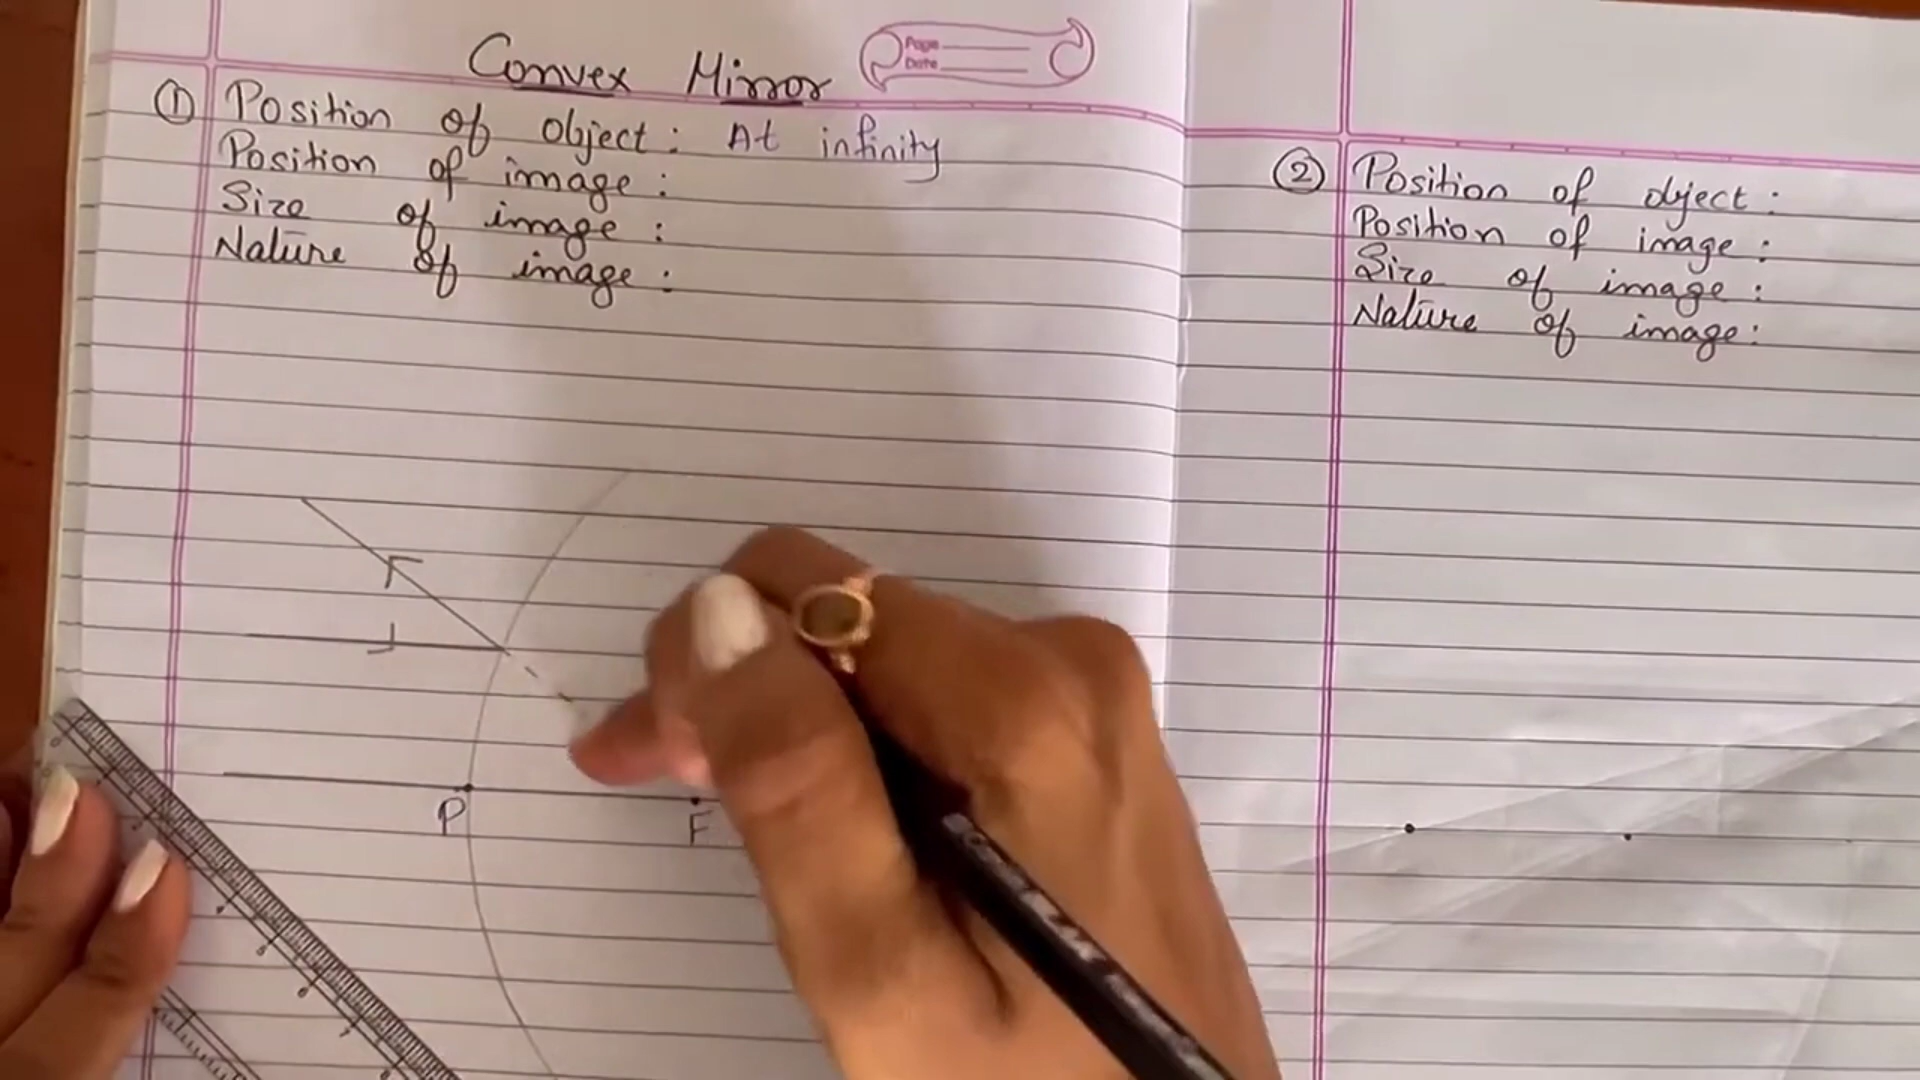 Convex Mirror
Page
Date
① Position of object: At infinity
Position of image:
Size of image:
Nature of image:
② Position of object:
Position of image:
Size of image:
Nature of image:
P
F